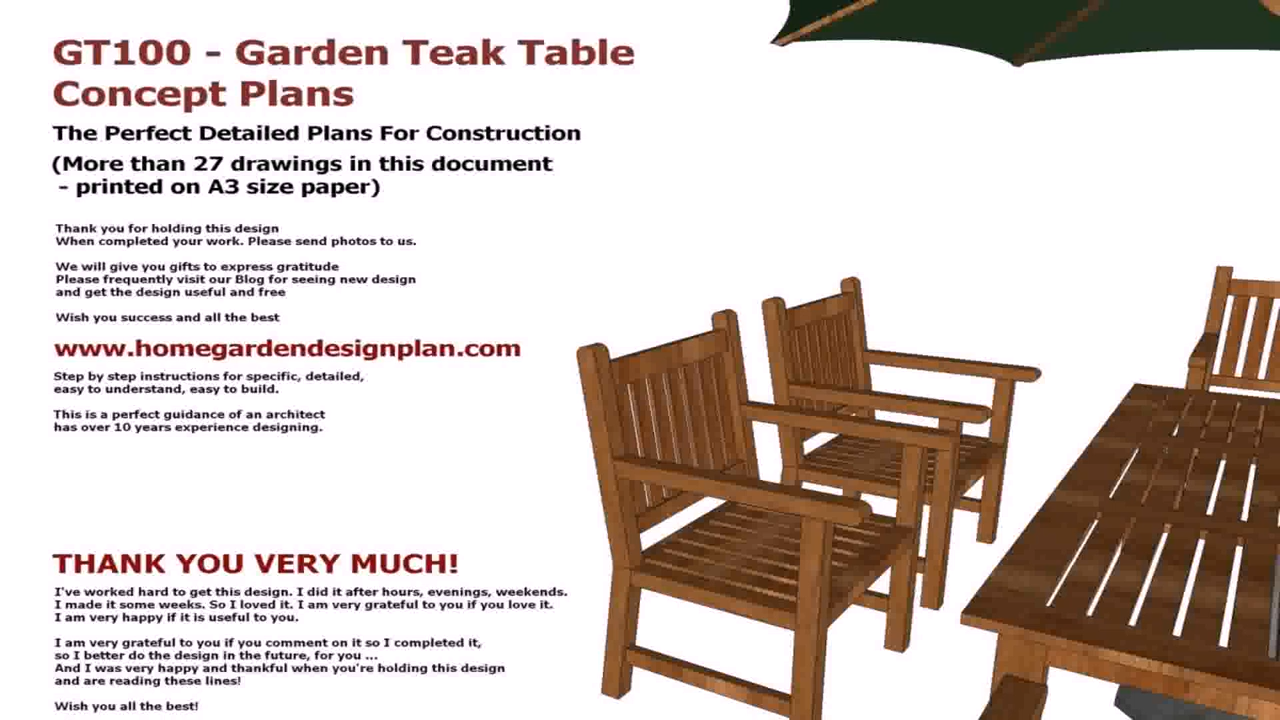 GT100 - Garden Teak Table
Concept Plans
The Perfect Detailed Plans For Construction
(More than 27 drawings in this document
- printed on A3 size paper)
Thank you for holding this design
When completed your work. Please send photos to us.
We will give you gifts to express gratitude
Please frequently visit our Blog for seeing new design
and get the design useful and free
Wish you success and all the best
www.homegardendesignplan.com
Step by step instructions for specific, detailed,
easy to understand, easy to build.
This is a perfect guidance of an architect
has over 10 years experience designing.
THANK YOU VERY MUCH!
I've worked hard to get this design. I did it after hours, evenings, weekends.
I made it some weeks. So I loved it. I am very grateful to you if you love it.
I am very happy if it is useful to you.
I am very grateful to you if you comment on it so I completed it,
so I better do the design in the future, for you ...
And I was very happy and thankful when you're holding this design
and are reading these lines!
Wish you all the best!